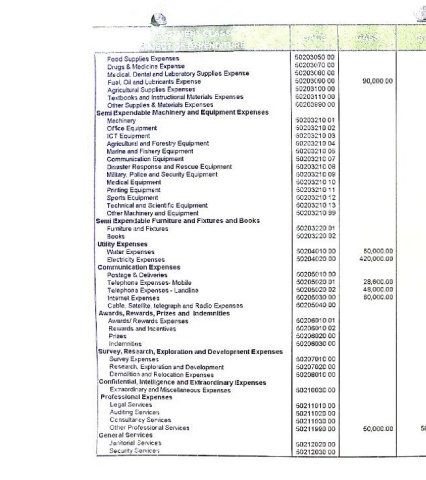 Food Supplies Expenses 50203050 00
Drugs & Medicine Expense 50203070 00
Medical, Dental and Laboratory Supplies Expense 50203080 00
Fuel, Oil and Lubricants Expense 50203090 00 90,000.00
Agricultural Supplies Expenses 50203100 00
Textbooks and Instructional Materials Expenses 50203110 00
Other Supplies & Materials Expenses 50203990 00
Semi Expendable Machinery and Equipment Expenses
Machinery 50203210 01
Office Equipment 50203210 02
ICT Equipment 50203210 03
Agricultural and Forestry Equipment 50203210 04
Marine and Fishery Equipment 50203210 05
Communication Equipment 50203210 07
Disaster Response and Rescue Equipment 50203210 08
Military, Police and Security Equipment 50203210 09
Medical Equipment 50203210 10
Printing Equipment 50203210 11
Sports Equipment 50203210 12
Technical and Scientific Equipment 50203210 13
Other Machinery and Equipment 50203210 99
Semi Expendable Furniture and Fixtures and Books
Furniture and Fixtures 50203220 01
Books 50203220 02
Utility Expenses
Water Expenses 50204010 00
Electricity Expenses 50204020 00 420,000.00
Communication Expenses
Postage & Deliveries 50205010 00
Telephone Expenses- Mobile 50205020 01
Telephone Expenses - Landline 50205020 02 48,000.00
Internet Expenses 50205030 00
Cable, Satellite, telegraph and Radio Expenses 50205040 00
Awards, Rewards, Prizes and Indemnities
Awards/ Rewards Expenses 50206010 01
Rewards and Incentives 50206010 02
Prizes 50206020 00
Indemnities 50206030 00
Survey, Research, Exploration and Development Expenses
Survey Expenses 50207010 00
Research, Exploration and Development 50207020 00
Demolition and Relocation Expenses 50208010 00
Confidential, Intelligence and Extraordinary Expenses
Extraordinary and Miscellaneous Expenses 50210030 00
Professional Expenses
Legal Services 50211010 00
Auditing Services 50211020 00
Consultancy Services 50211030 00
Other Professional Services 50211990 00 50,000.00
General Services
Janitorial Services 50212020 00
Security Services 50212030 00